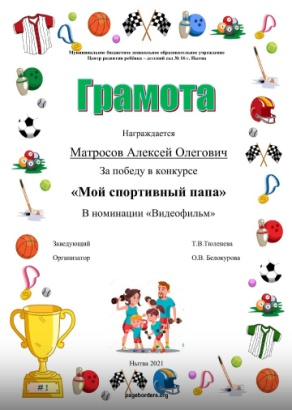 Муниципальное бюджетное дошкольное образовательное учреждение
Центр развития ребёнка – детский сад № 16 г. Нытва
Грамота
Награждается
Матросов Алексей Олегович
За победу в конкурсе
«Мой спортивный папа»
В номинации «Видеофильм»
Заведующий Т.В.Тюленева
Организатор О.В. Белокурова
Нытва 2021
#1
pageborders.org